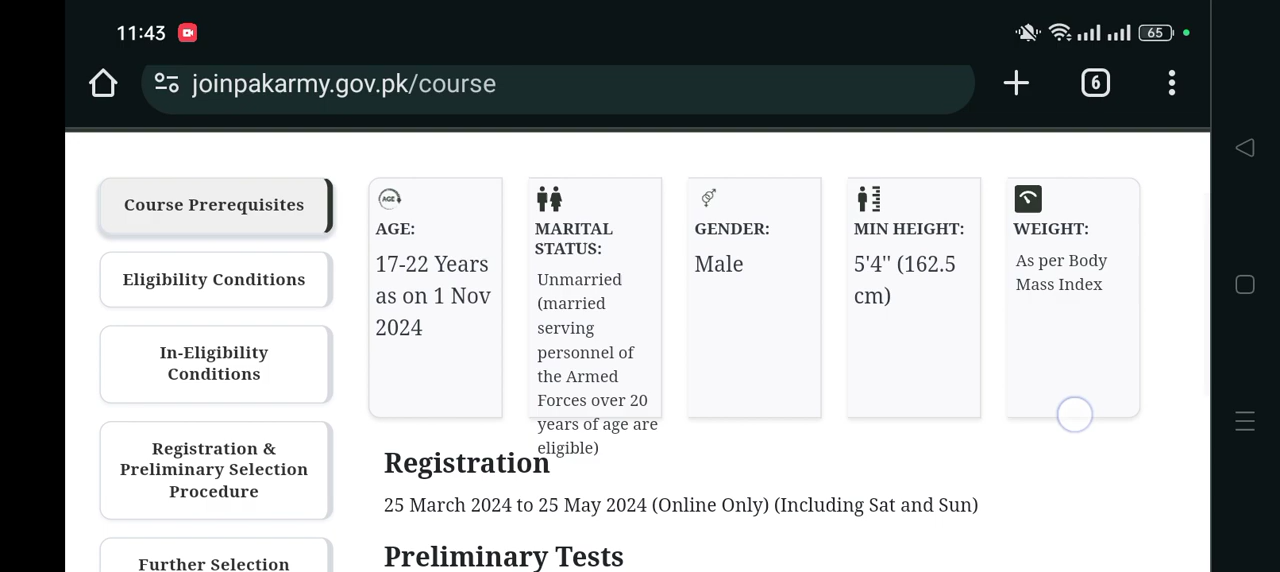 11:43
65
joinpakarmy.gov.pk/course
6
Course Prerequisites
Eligibility Conditions
In-Eligibility
Conditions
Registration &
Preliminary Selection
Procedure
Further Selection
AGE
AGE:
17-22 Years
as on 1 Nov
2024
MARITAL
STATUS:
Unmarried
(married
serving
personnel of
the Armed
Forces over 20
years of age are
eligible)
GENDER:
Male
MIN HEIGHT:
5'4'' (162.5
cm)
WEIGHT:
As per Body
Mass Index
Registration
25 March 2024 to 25 May 2024 (Online Only) (Including Sat and Sun)
Preliminary Tests